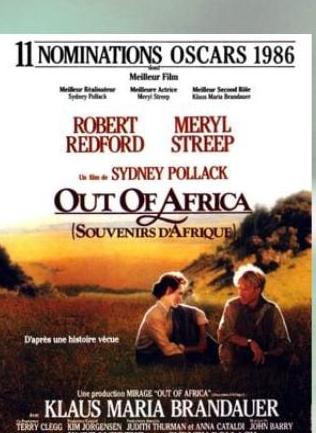 11 NOMINATIONS OSCARS 1986
Meilleur Film
Meilleur Réalisateur Meilleure Actrice Meilleur Second Rôle
Sydney Pollack Meryl Streep Klaus Maria Brandauer
ROBERT MERYL
REDFORD STREEP
Un film de SYDNEY POLLACK
OUT OF AFRICA
(SOUVENIRS D'AFRIQUE)
D'après une histoire vécue
Une production MIRAGE "OUT OF AFRICA"
avec KLAUS MARIA BRANDAUER
TERRY CLEGG KIM JORGENSEN JUDITH THURMAN et ANNA CATALDI JOHN BARRY